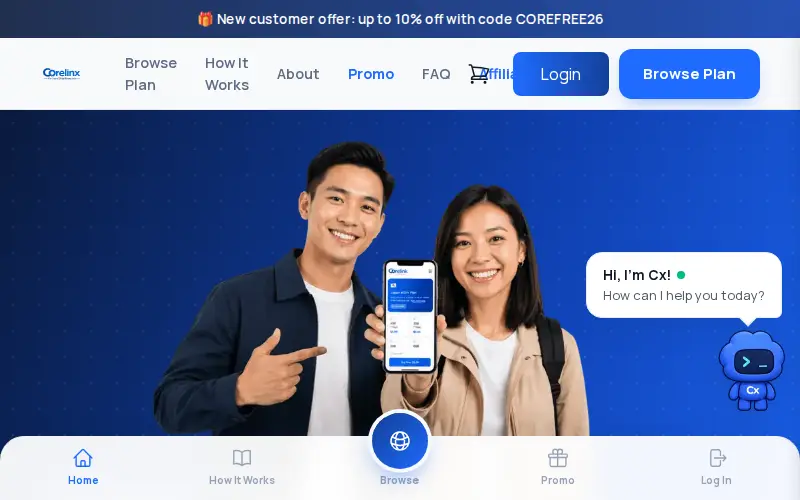 🎁 New customer offer: up to 10% off with code COREFREE26
Corelinx
Browse Plan
How It Works
About
Promo
FAQ
Affilia
Login
Browse Plan
Corelinx
Hi, I'm Cx!
How can I help you today?
>_
Cx
Home
How It Works
Browse
Promo
Log In